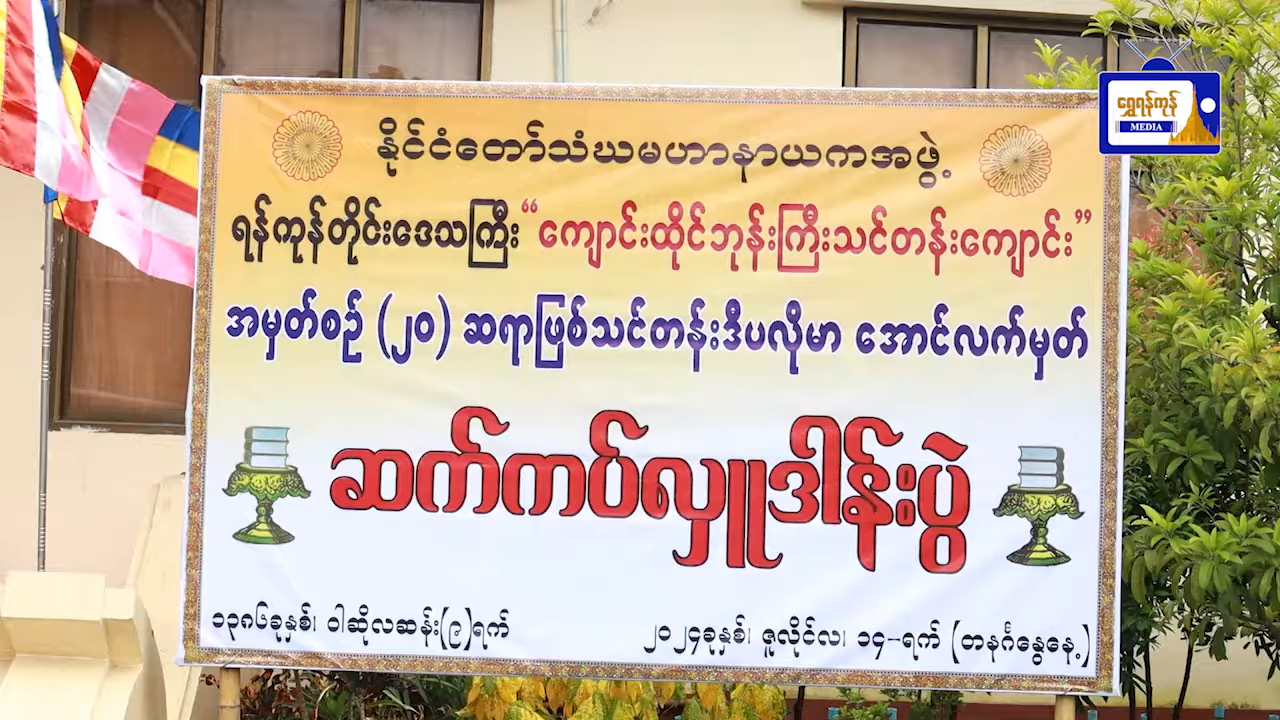 ရွှေရန်ကုန်
MEDIA
နိုင်ငံတော်သံဃမဟာနာယကအဖွဲ့
ရန်ကုန်တိုင်းဒေသကြီး “ကျောင်းထိုင်ဘုန်းကြီးသင်တန်းကျောင်း”
အမှတ်စဉ် (၂၀) ဆရာဖြစ်သင်တန်းဒီပလိုမာ အောင်လက်မှတ်
ဆက်ကပ်လှူဒါန်းပွဲ
၁၃၈၆ခုနှစ်၊ ဝါဆိုလဆန်း(၉)ရက်
၂၀၂၄ခုနှစ်၊ ဇူလိုင်လ၊ ၁၄-ရက် (တနင်္ဂနွေနေ့)